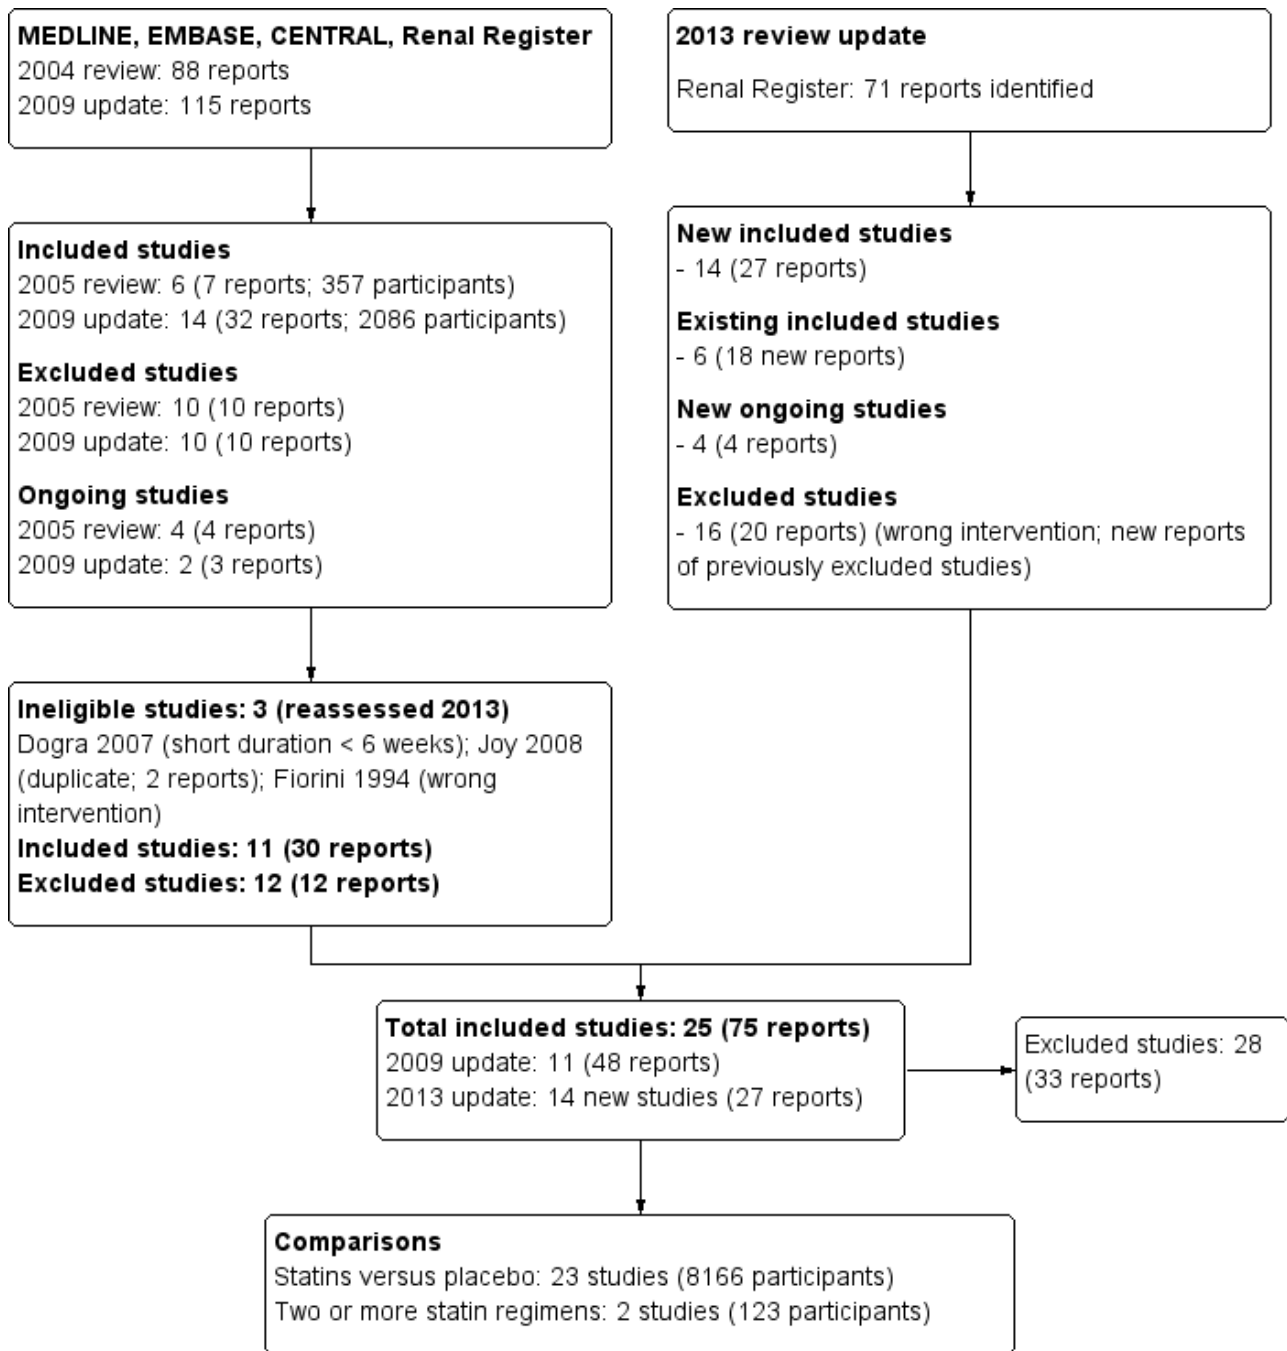 MEDLINE, EMBASE, CENTRAL, Renal Register
2004 review: 88 reports
2009 update: 115 reports
2013 review update
Renal Register: 71 reports identified
Included studies
2005 review: 6 (7 reports; 357 participants)
2009 update: 14 (32 reports; 2086 participants)
Excluded studies
2005 review: 10 (10 reports)
2009 update: 10 (10 reports)
Ongoing studies
2005 review: 4 (4 reports)
2009 update: 2 (3 reports)
New included studies
- 14 (27 reports)
Existing included studies
- 6 (18 new reports)
New ongoing studies
- 4 (4 reports)
Excluded studies
- 16 (20 reports) (wrong intervention; new reports
of previously excluded studies)
Ineligible studies: 3 (reassessed 2013)
Dogra 2007 (short duration < 6 weeks); Joy 2008
(duplicate; 2 reports); Fiorini 1994 (wrong
intervention)
Included studies: 11 (30 reports)
Excluded studies: 12 (12 reports)
Total included studies: 25 (75 reports)
2009 update: 11 (48 reports)
2013 update: 14 new studies (27 reports)
Excluded studies: 28
(33 reports)
Comparisons
Statins versus placebo: 23 studies (8166 participants)
Two or more statin regimens: 2 studies (123 participants)